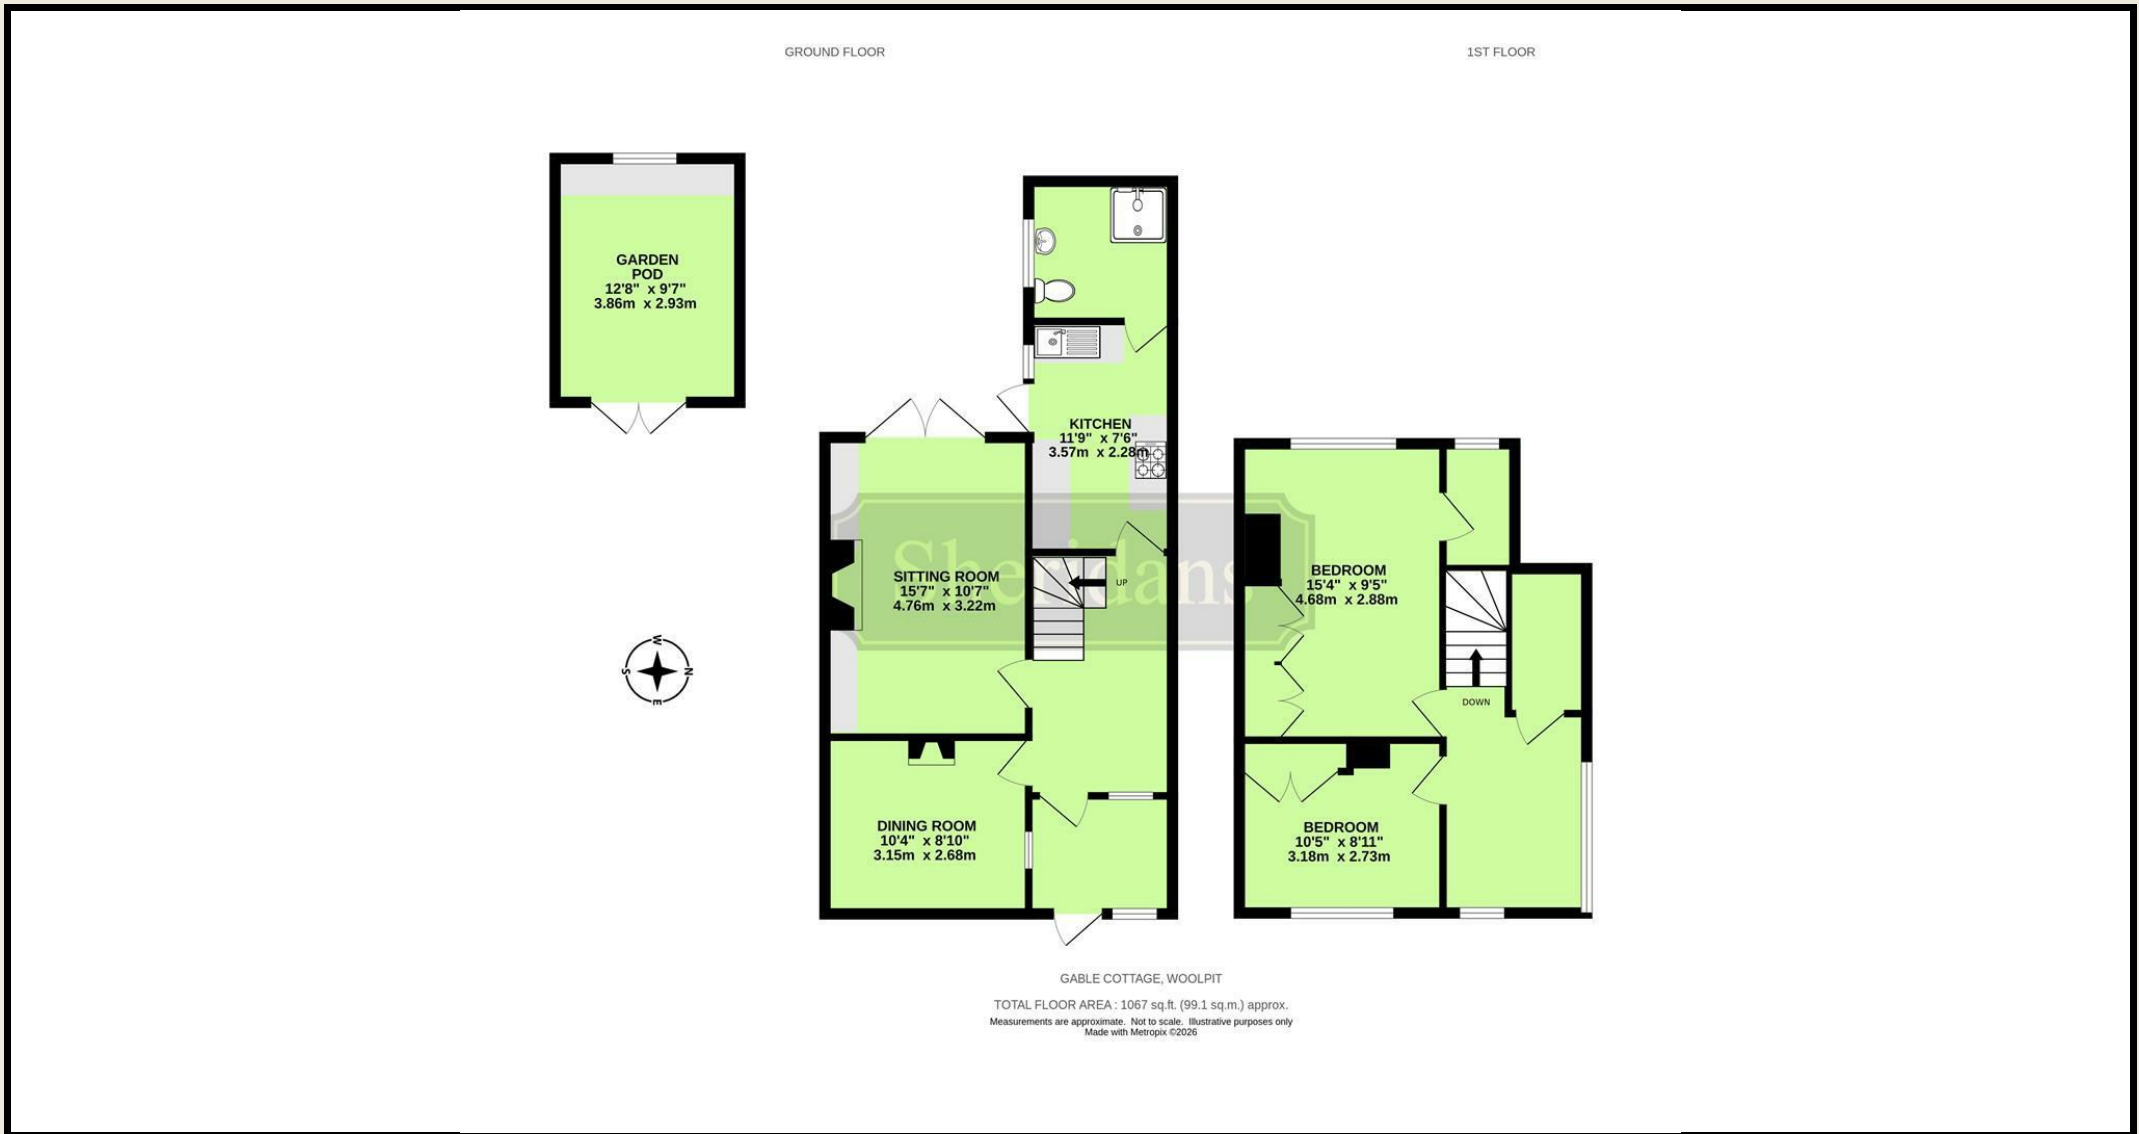 GROUND FLOOR
1ST FLOOR
GARDEN
POD
12'8" x 9'7"
3.86m x 2.93m
KITCHEN
11'9" x 7'6"
3.57m x 2.28m
Sheridans
UP
SITTING ROOM
15'7" x 10'7"
4.76m x 3.22m
BEDROOM
15'4" x 9'5"
4.68m x 2.88m
W
S
N
E
DOWN
DINING ROOM
10'4" x 8'10"
3.15m x 2.68m
BEDROOM
10'5" x 8'11"
3.18m x 2.73m
GABLE COTTAGE, WOOLPIT
TOTAL FLOOR AREA : 1067 sq.ft. (99.1 sq.m.) approx.
Measurements are approximate. Not to scale. Illustrative purposes only
Made with Metropix ©2026